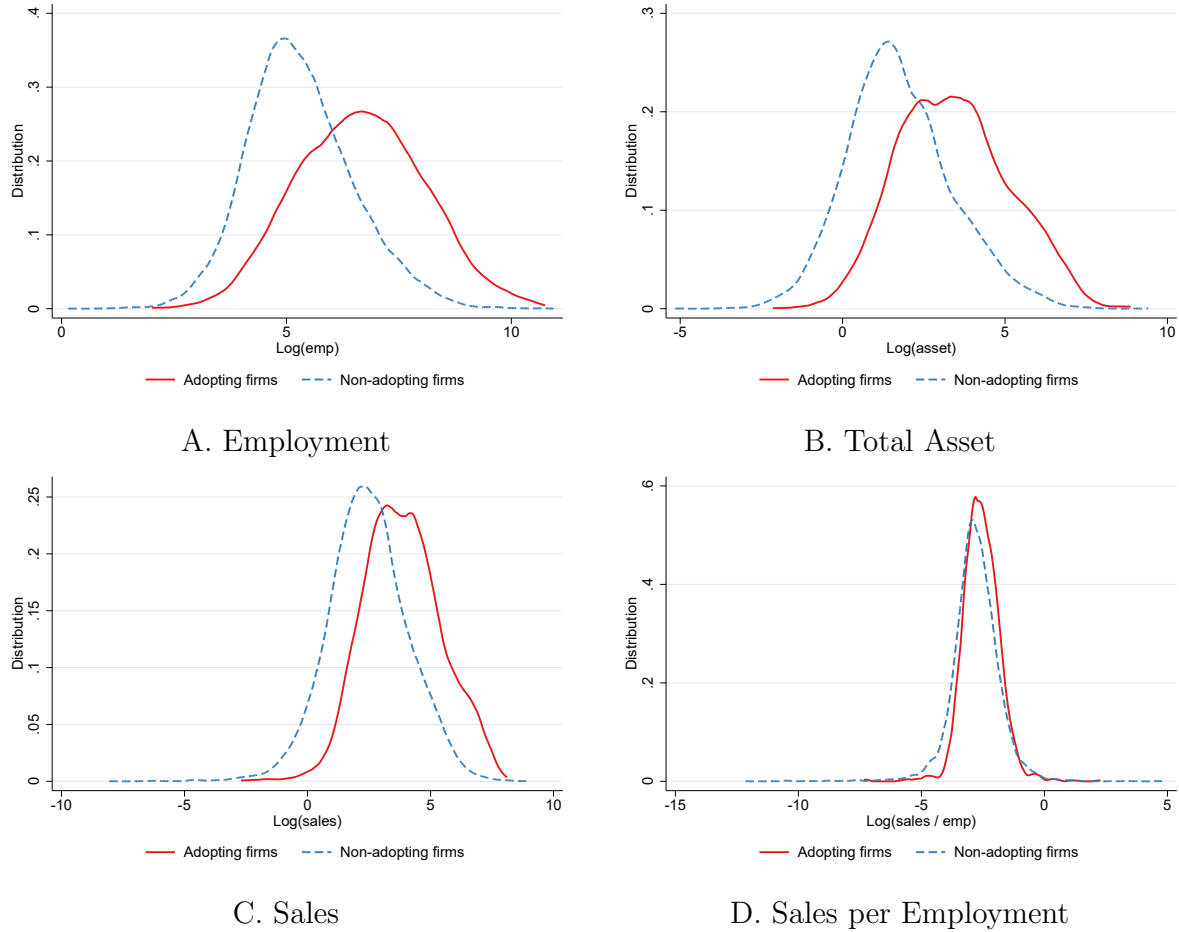 .4
.3
.2
.1
0
Distribution
0 5 10
Log(emp)
Adopting firms Non-adopting firms
A. Employment
.3
.2
.1
0
Distribution
-5 0 5 10
Log(asset)
Adopting firms Non-adopting firms
B. Total Asset
.25
.2
.15
.1
.05
0
Distribution
-10 -5 0 5 10
Log(sales)
Adopting firms Non-adopting firms
C. Sales
.6
.4
.2
0
Distribution
-15 -10 -5 0 5
Log(sales / emp)
Adopting firms Non-adopting firms
D. Sales per Employment